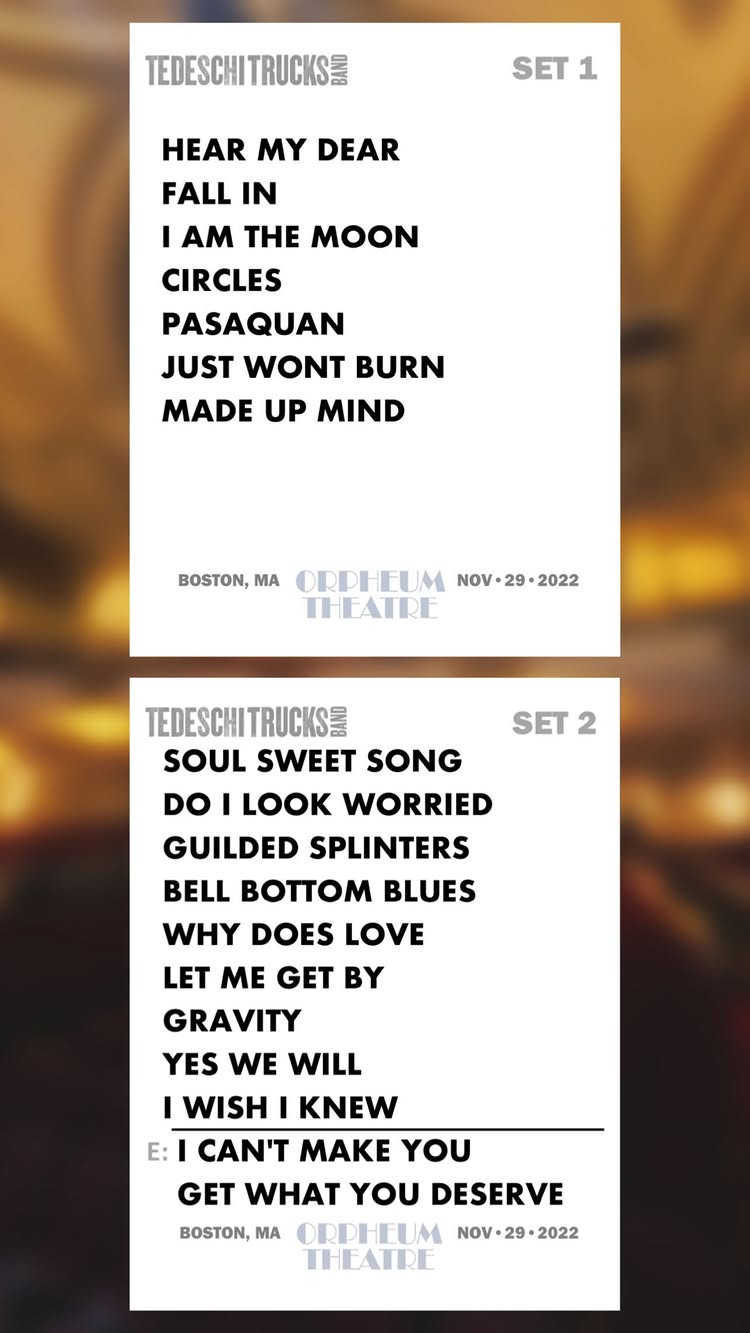 TEDESCHI TRUCKS BAND SET 1
HEAR MY DEAR
FALL IN
I AM THE MOON
CIRCLES
PASAQUAN
JUST WONT BURN
MADE UP MIND
BOSTON, MA ORPHEUM THEATRE NOV • 29 • 2022
TEDESCHI TRUCKS BAND SET 2
SOUL SWEET SONG
DO I LOOK WORRIED
GUILDED SPLINTERS
BELL BOTTOM BLUES
WHY DOES LOVE
LET ME GET BY
GRAVITY
YES WE WILL
I WISH I KNEW
E: I CAN'T MAKE YOU
GET WHAT YOU DESERVE
BOSTON, MA ORPHEUM THEATRE NOV • 29 • 2022